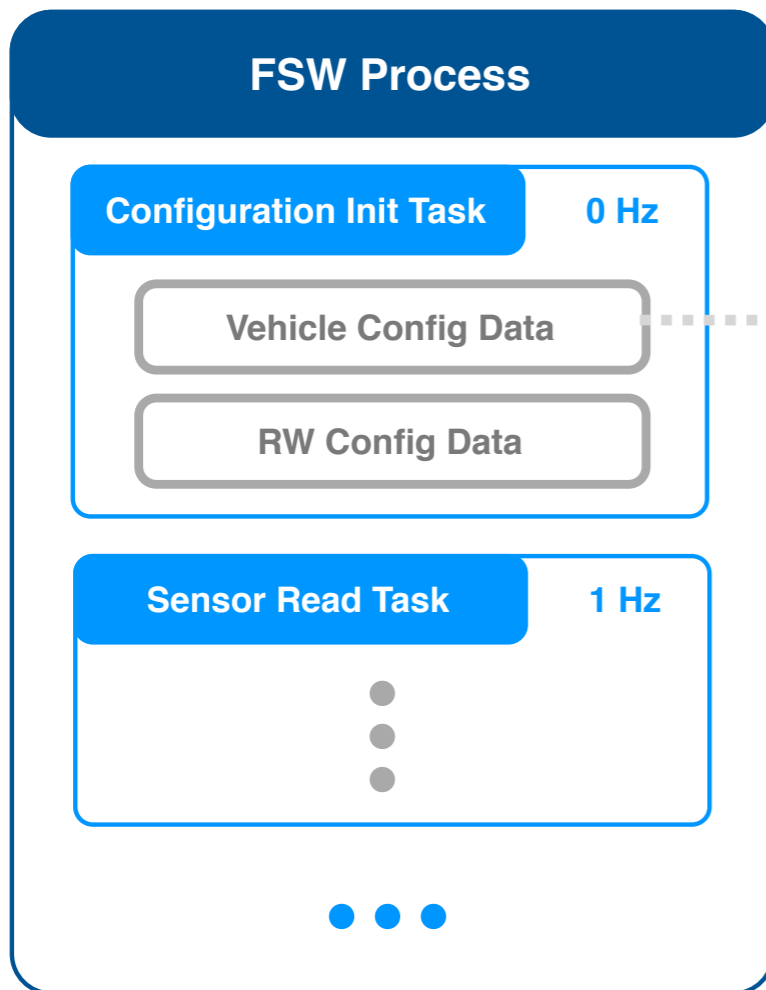 FSW Process
Configuration Init Task 0 Hz
Vehicle Config Data
RW Config Data
Sensor Read Task 1 Hz